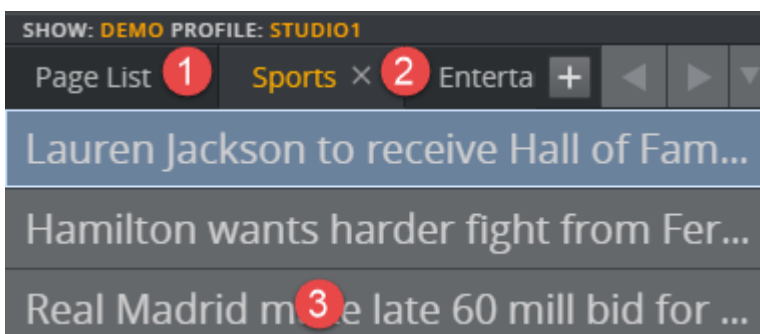 SHOW: DEMO PROFILE: STUDIO1
Page List 1 Sports × 2 Enterta +
Lauren Jackson to receive Hall of Fam...
Hamilton wants harder fight from Fer...
Real Madrid m 3 e late 60 mill bid for ...